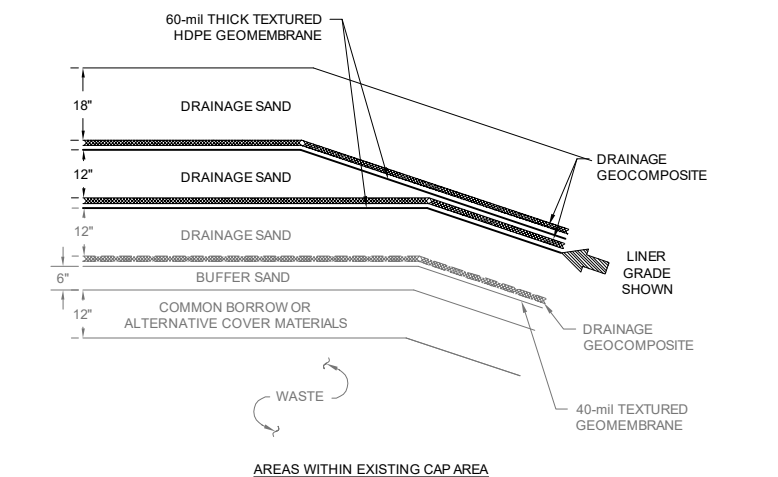 60-mil THICK TEXTURED
HDPE GEOMEMBRANE
18"
DRAINAGE SAND
DRAINAGE
GEOCOMPOSITE
12"
DRAINAGE SAND
12"
DRAINAGE SAND
LINER
GRADE
SHOWN
6"
BUFFER SAND
12"
COMMON BORROW OR
ALTERNATIVE COVER MATERIALS
DRAINAGE
GEOCOMPOSITE
WASTE
40-mil TEXTURED
GEOMEMBRANE
AREAS WITHIN EXISTING CAP AREA